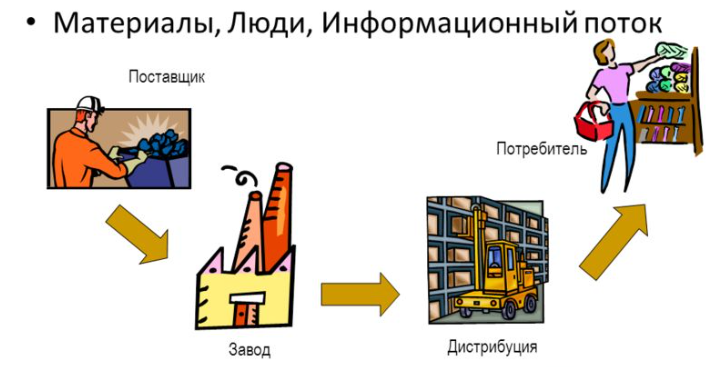 • Материалы, Люди, Информационный поток
Поставщик
Потребитель
Завод
Дистрибуция